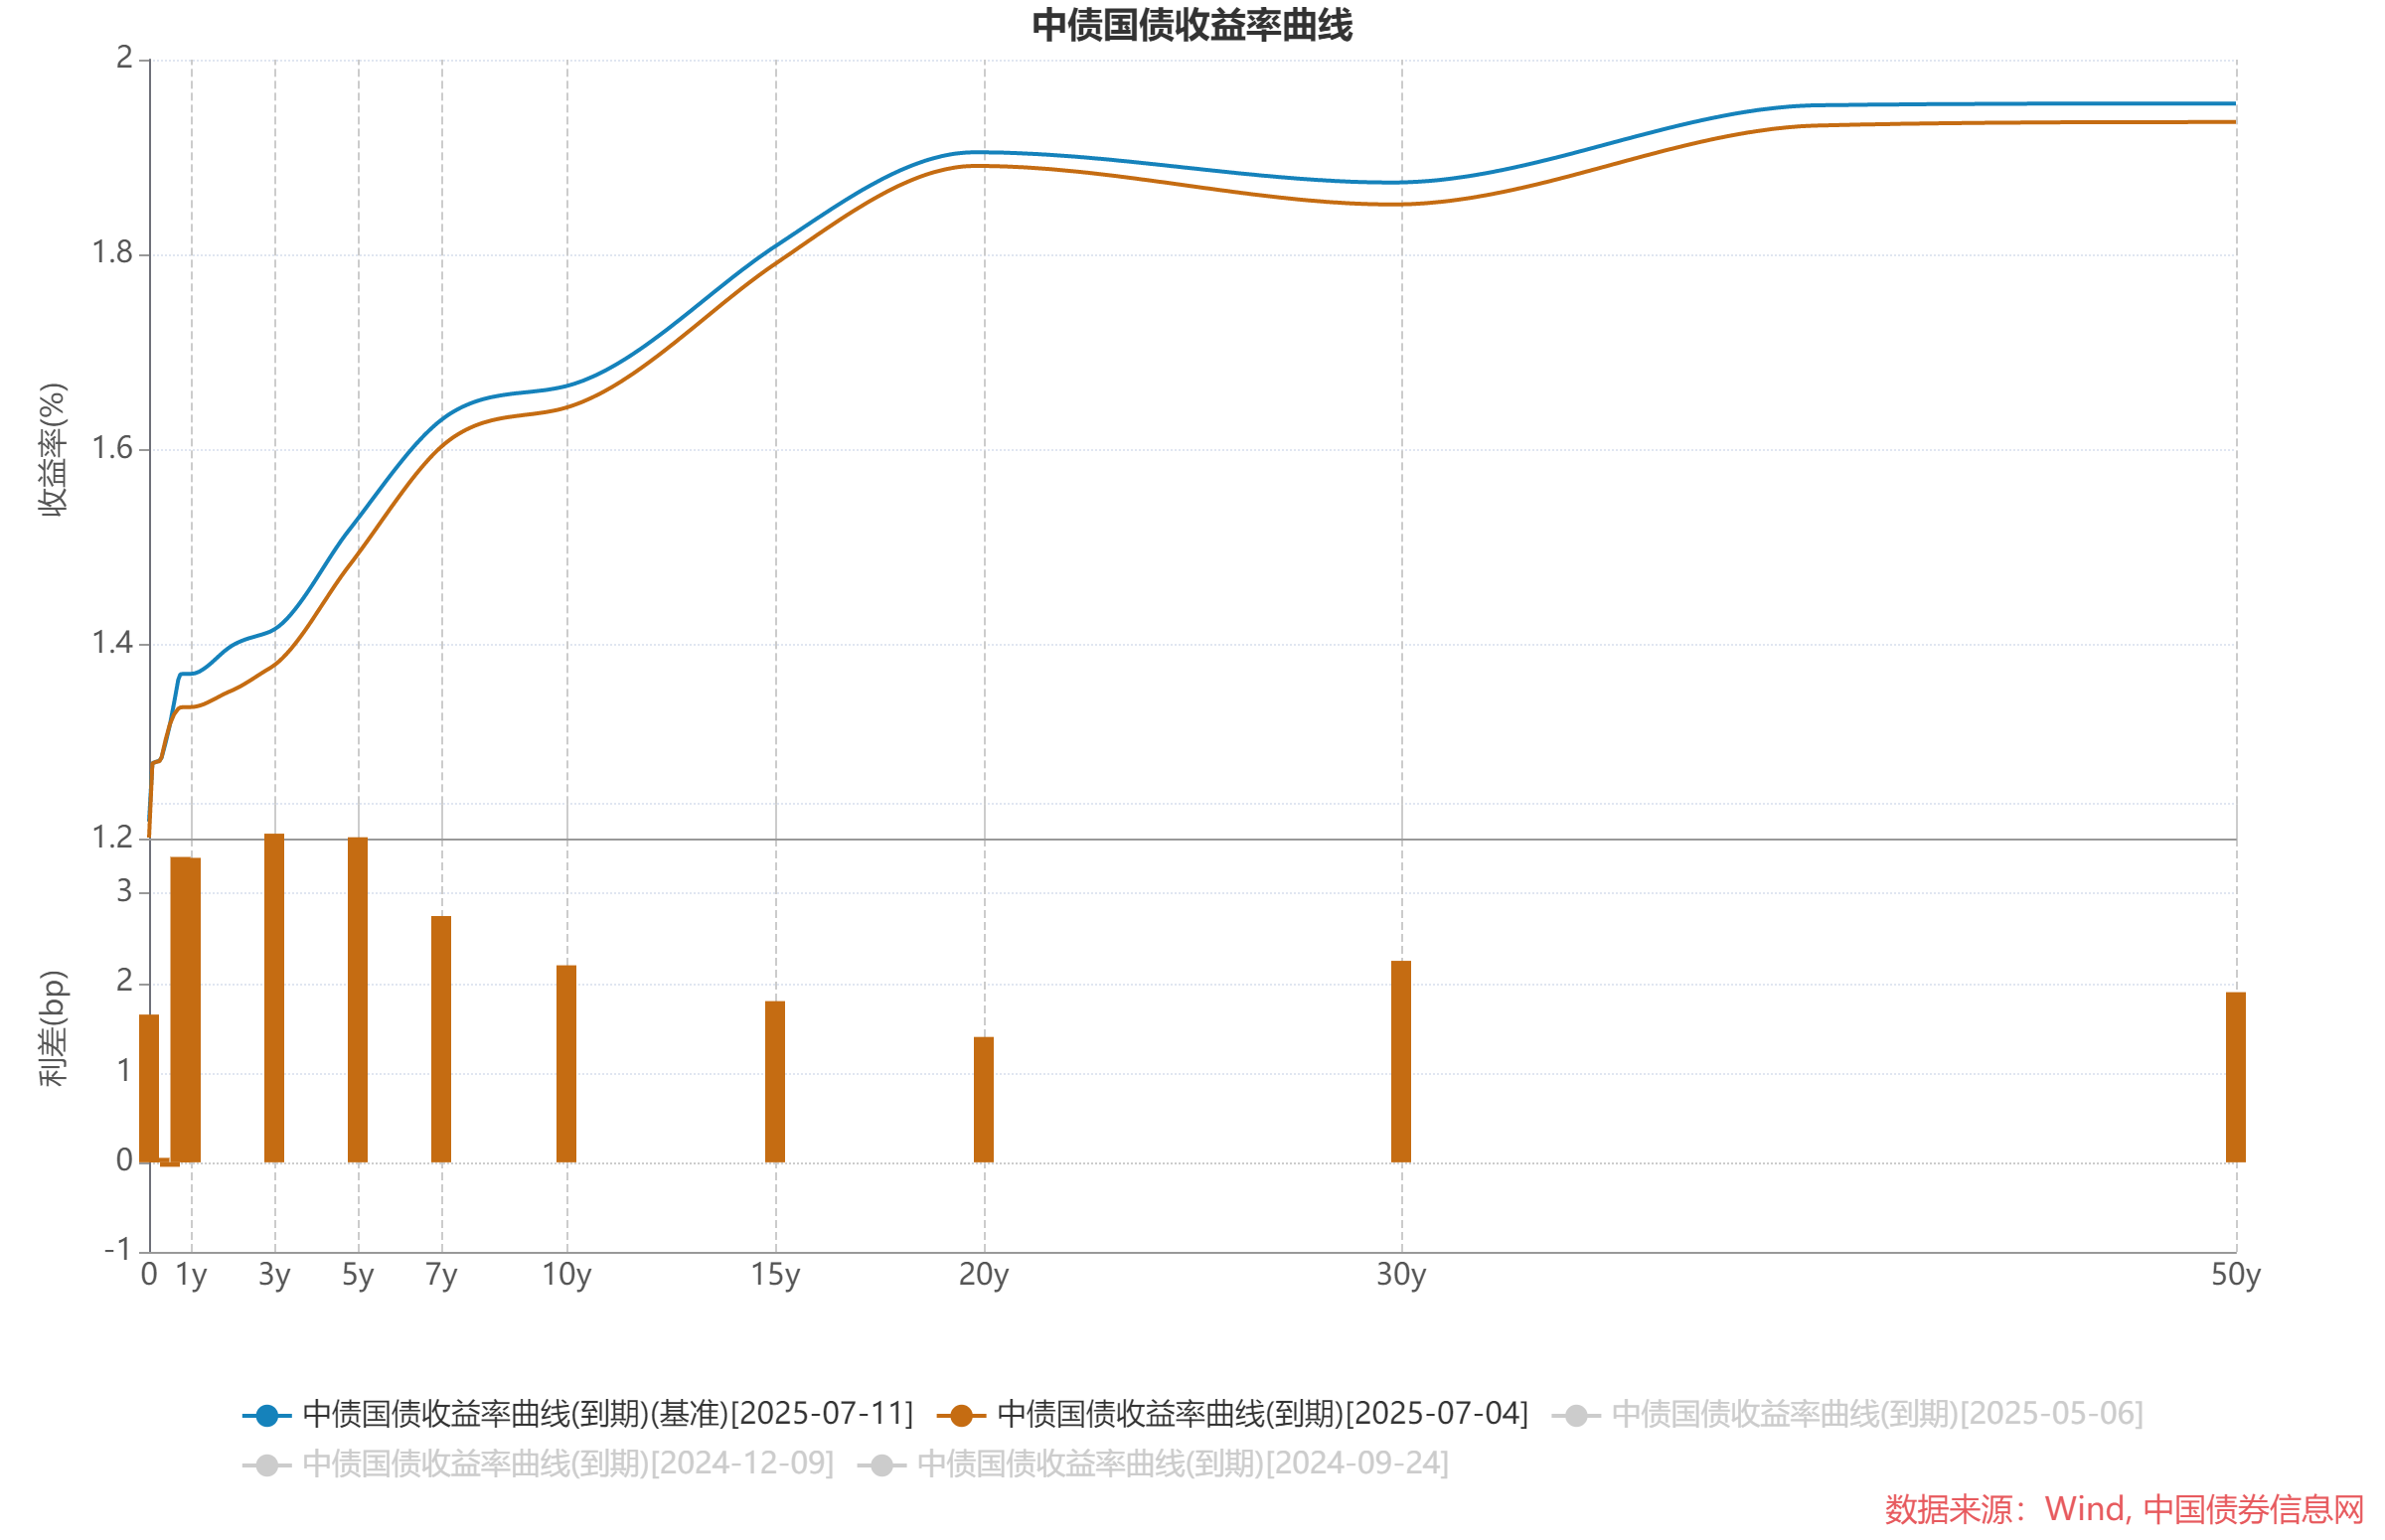 中债国债收益率曲线
2
1.8
1.6
1.4
1.2
收益率(%)
3
2
1
0
-1
利差(bp)
0 1y 3y 5y 7y 10y 15y 20y 30y 50y
中债国债收益率曲线(到期)(基准)[2025-07-11] 中债国债收益率曲线(到期)[2025-07-04] 中债国债收益率曲线(到期)[2025-05-06]
中债国债收益率曲线(到期)[2024-12-09] 中债国债收益率曲线(到期)[2024-09-24]
数据来源：Wind, 中国债券信息网